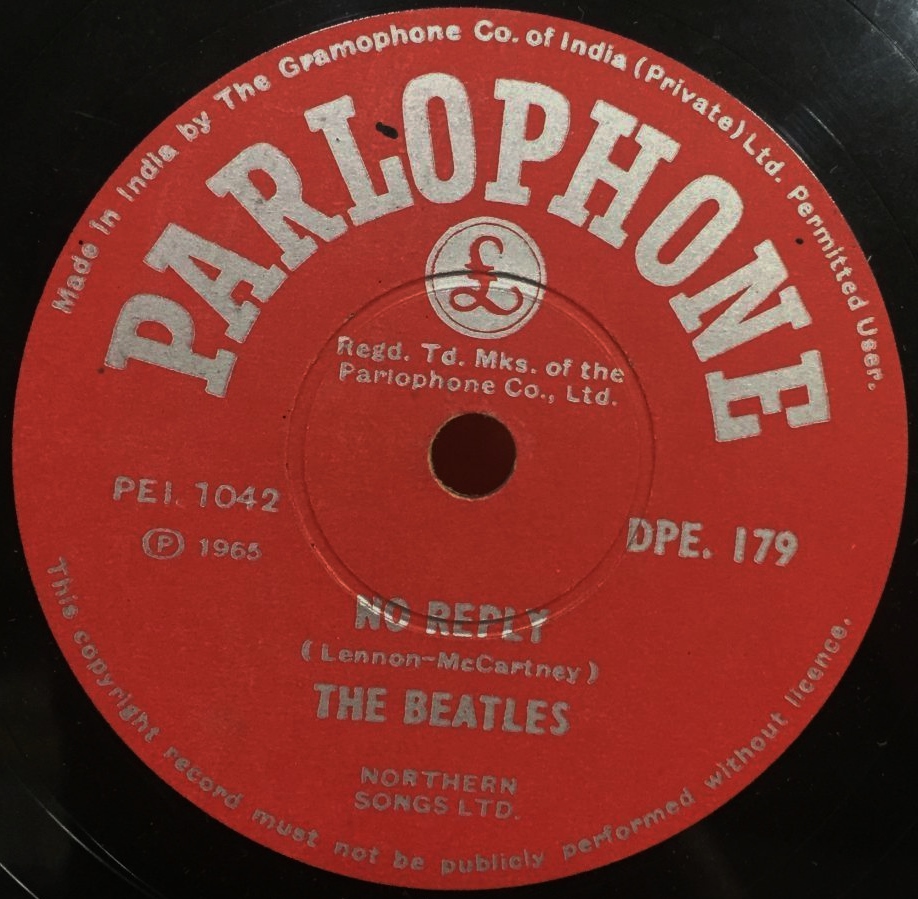 Made in India by The Gramophone Co. of India (Private) Ltd. Permitted User.
PARLOPHONE
£
Regd. Td. Mks. of the
Parlophone Co., Ltd.
PEI. 1042
DPE. 179
Ⓟ 1965
NO REPLY
(Lennon-McCartney)
THE BEATLES
NORTHERN
SONGS LTD.
This copyright record must not be publicly performed without licence.